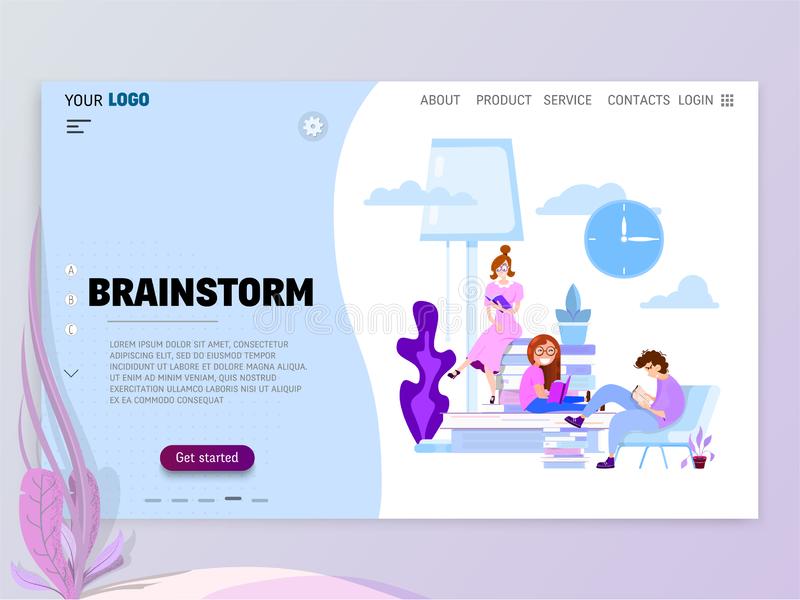 YOUR LOGO
ABOUT PRODUCT SERVICE CONTACTS LOGIN
A
B
C
BRAINSTORM
LOREM IPSUM DOLOR SIT AMET, CONSECTETUR
ADIPISCING ELIT, SED DO EIUSMOD TEMPOR
INCIDIDUNT UT LABORE ET DOLORE MAGNA ALIQUA.
UT ENIM AD MINIM VENIAM, QUIS NOSTRUD
EXERCITATION ULLAMCO LABORIS NISI UT ALIQUIP
EX EA COMMODO CONSEQUAT
Get started
dreamstime